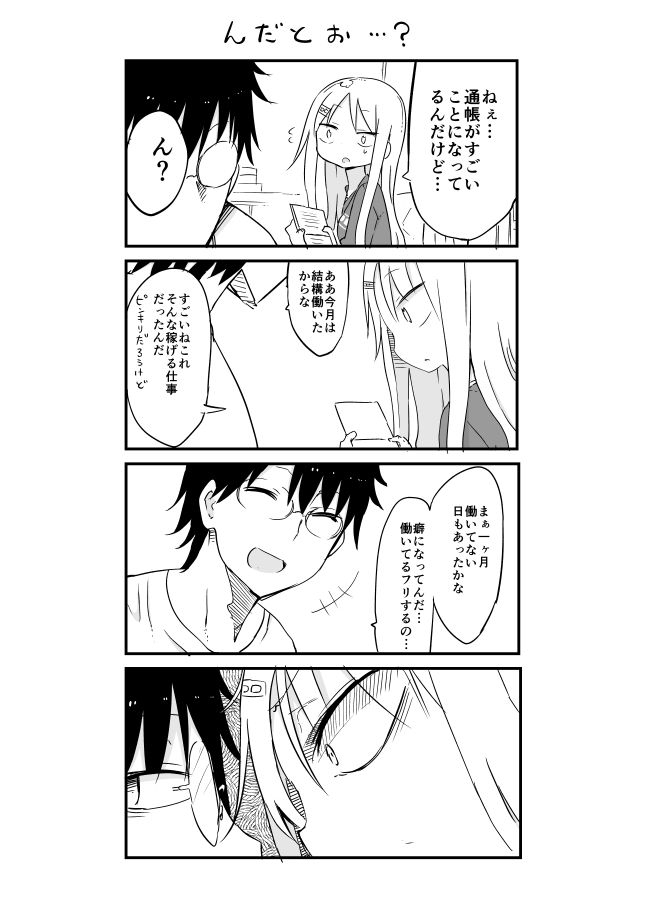 んだとぉ…？
ねぇ…
通帳がすごい
ことになって
るんだけど…
ん？
ああ今月は
結構働いた
からな
すごいねこれ
そんな稼げる仕事
だったんだ
ピンキリだろうけど
まぁ一ヶ月
働いてない
日もあったかな
癖になってんだ…
働いてるフリするの…